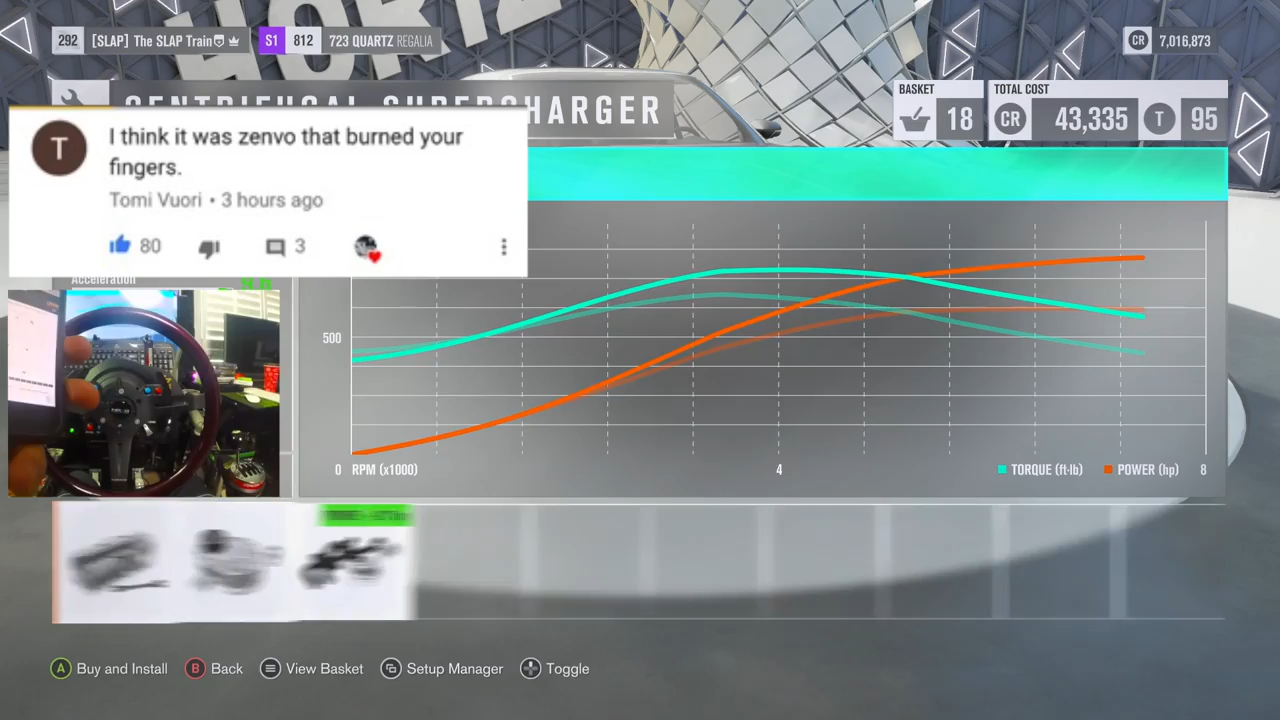 HORIZ
292 [SLAP] The SLAP Train S1 812 723 QUARTZ REGALIA CR 7,016,873
CENTRIFUGAL SUPERCHARGER
BASKET TOTAL COST
18 CR 43,335 T 95
T I think it was zenvo that burned your
fingers.
Tomi Vuori • 3 hours ago
80 3
Acceleration
500
0 RPM (x1000) 4 TORQUE (ft·lb) POWER (hp) 8
A Buy and Install B Back View Basket Setup Manager Toggle